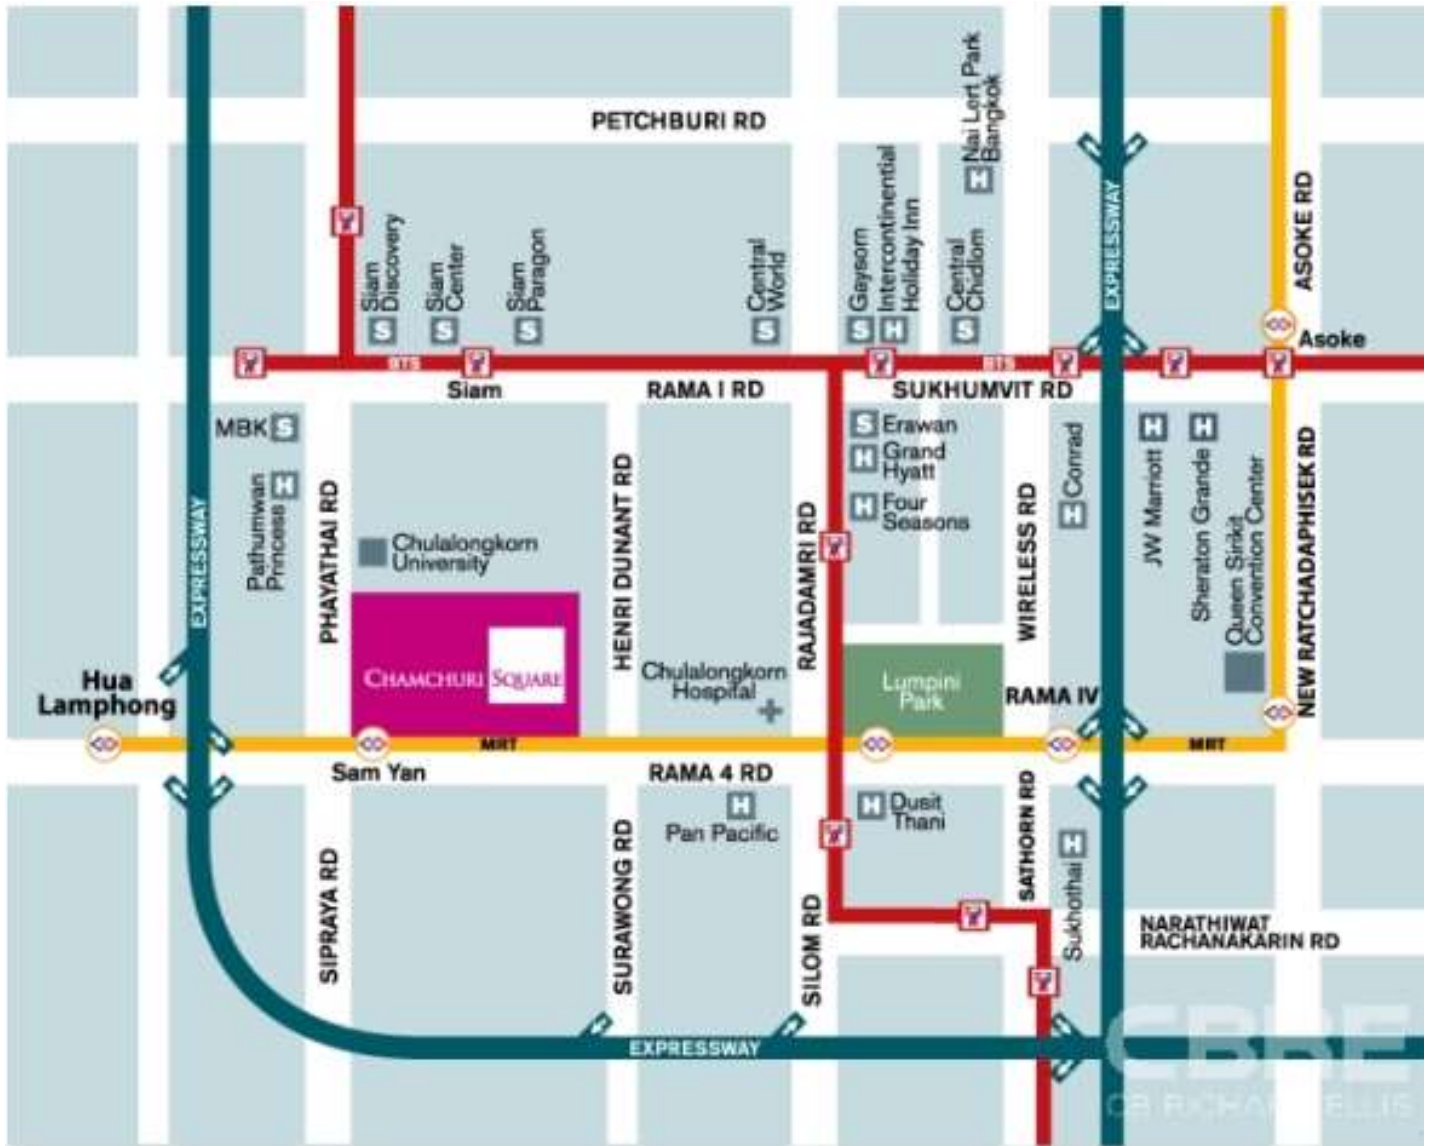 PETCHBURI RD
Nai Lert Park
Bangkok
EXPRESSWAY
ASOKE RD
Siam
Discovery
Siam
Center
Siam
Paragon
Central
World
Gaysorn
Intercontinental
Holiday Inn
Central
Chidlom
Asoke
BTS
BTS
Siam
RAMA I RD
SUKHUMVIT RD
MBK
Pathumwan
Princess
EXPRESSWAY
PHAYATHAI RD
Chulalongkorn
University
HENRI DUNANT RD
RAJADAMRI RD
Erawan
Grand
Hyatt
Four
Seasons
WIRELESS RD
Conrad
JW Marriott
Sheraton Grande
Queen Sirikit
Convention Center
NEW RATCHADAPHISEK RD
CHAMCHURI SQUARE
Chulalongkorn
Hospital
Lumpini
Park
RAMA IV
Hua
Lamphong
MRT
MRT
Sam Yan
RAMA 4 RD
Pan Pacific
Dusit
Thani
SATHORN RD
Sukhothai
SIPRAYA RD
SURAWONG RD
SILOM RD
NARATHIWAT
RACHANAKARIN RD
EXPRESSWAY
CBRE
CB RICHARD ELLIS